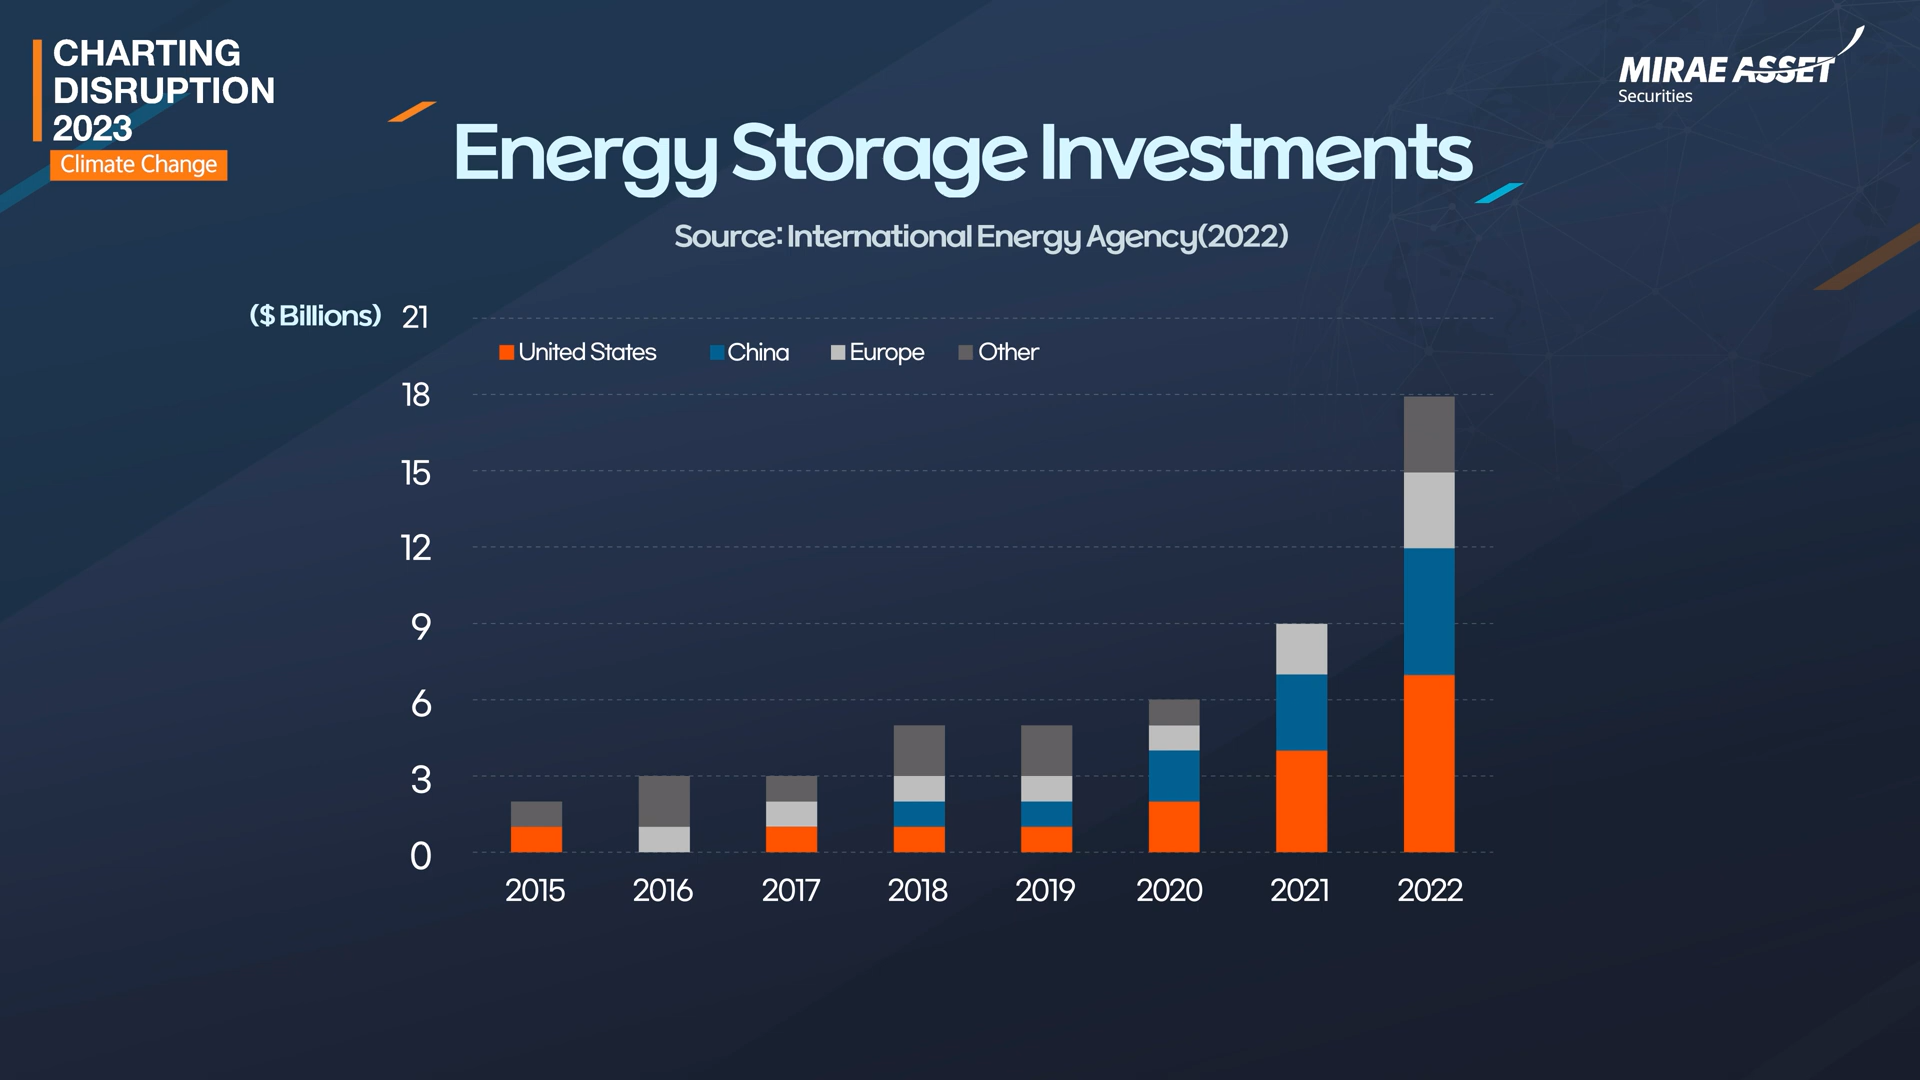 CHARTING
DISRUPTION
2023
Climate Change
MIRAE ASSET
Securities
Energy Storage Investments
Source: International Energy Agency(2022)
($ Billions) 21
United States China Europe Other
18
15
12
9
6
3
0
2015 2016 2017 2018 2019 2020 2021 2022